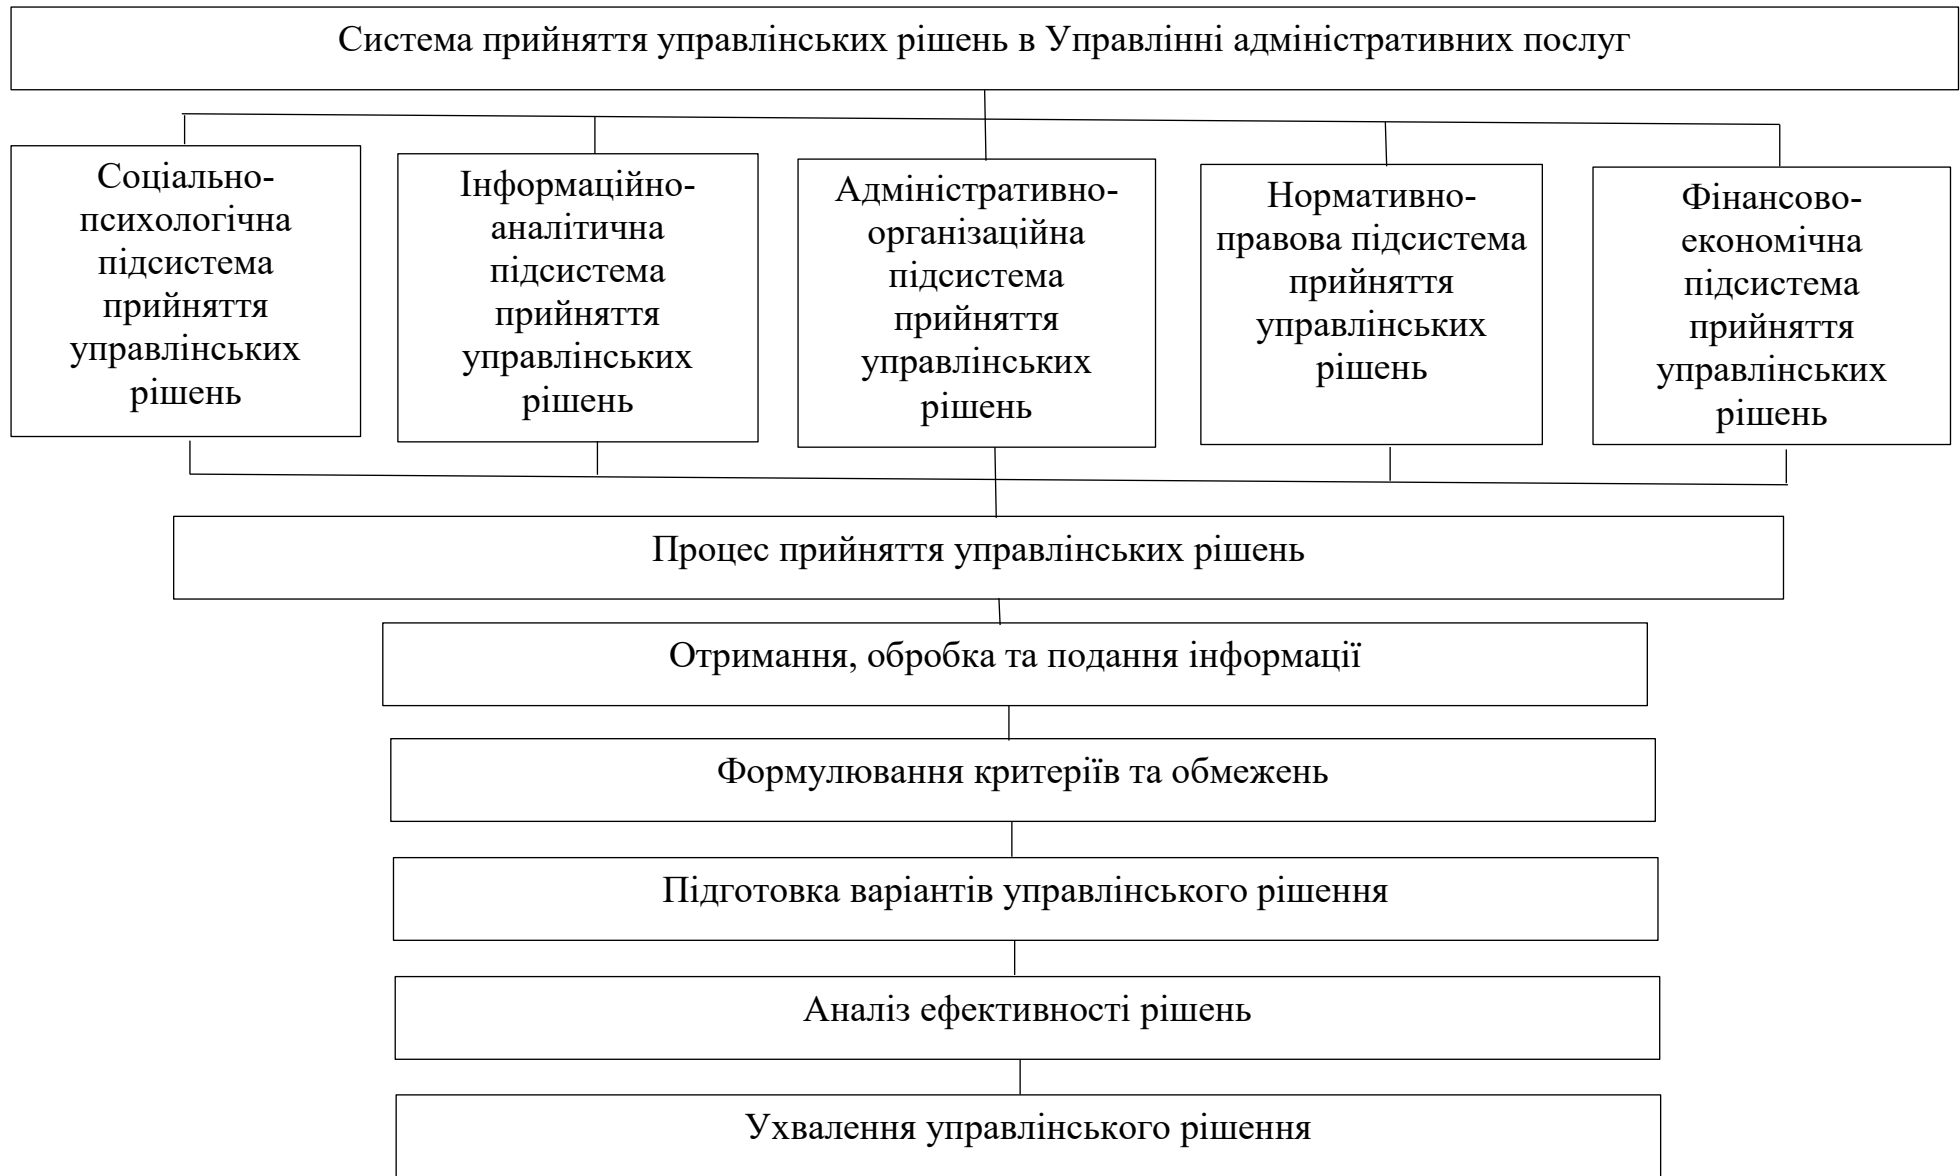 Система прийняття управлінських рішень в Управлінні адміністративних послуг
Соціально-
психологічна
підсистема
прийняття
управлінських
рішень
Інформаційно-
аналітична
підсистема
прийняття
управлінських
рішень
Адміністративно-
організаційна
підсистема
прийняття
управлінських
рішень
Нормативно-
правова підсистема
прийняття
управлінських
рішень
Фінансово-
економічна
підсистема
прийняття
управлінських
рішень
Процес прийняття управлінських рішень
Отримання, обробка та подання інформації
Формулювання критеріїв та обмежень
Підготовка варіантів управлінського рішення
Аналіз ефективності рішень
Ухвалення управлінського рішення